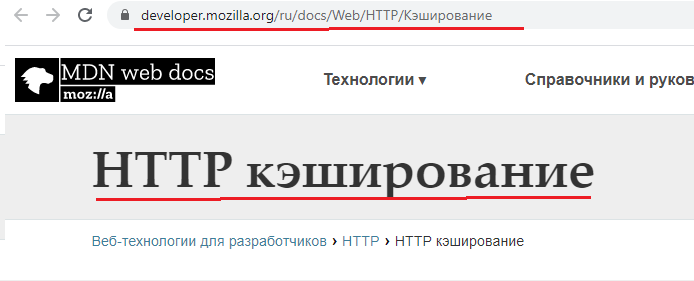 developer.mozilla.org/ru/docs/Web/HTTP/Кэширование
MDN web docs
moz://a
Технологии ▾
Справочники и руков
HTTP кэширование
Веб-технологии для разработчиков › HTTP › HTTP кэширование